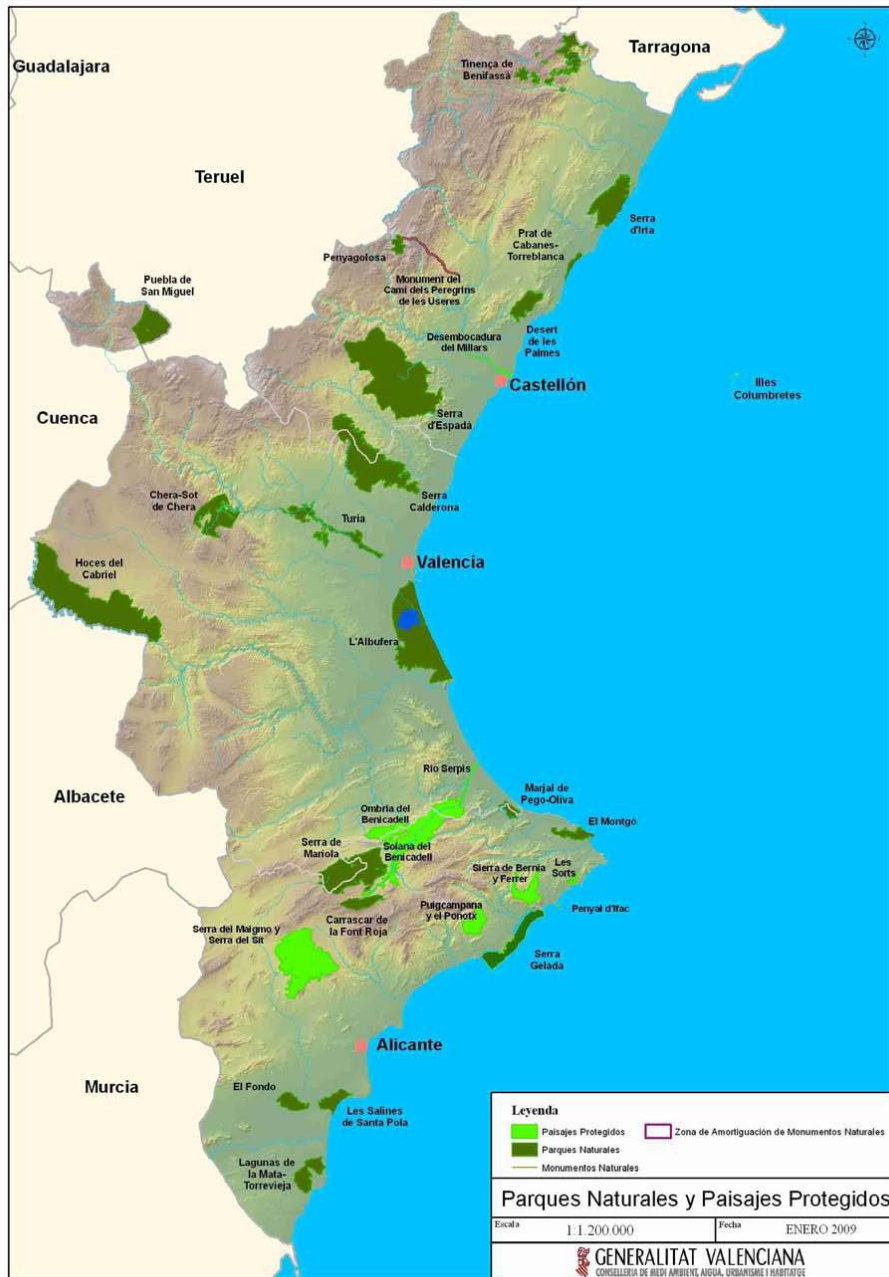 Tarragona
Guadalajara
Tinença de
Benifassà
Teruel
Serra
d'Irta
Prat de
Cabanes-
Torreblanca
Penyagolosa
Monument del
Camí dels Peregrins
de les Useres
Puebla de
San Miguel
Desert
de les
Palmes
Desembocadura
del Millars
Castellón
Illes
Columbretes
Cuenca
Serra
d'Espadà
Serra
Calderona
Chera-Sot
de Chera
Turia
Valencia
Hoces del
Cabriel
L'Albufera
Rio Serpis
Marjal de
Pego-Oliva
Albacete
Ombria del
Benicadell
El Montgó
Serra de
Mariola
Solana del
Benicadell
Sierra de Bernia
y Ferrer
Les
Sorts
Penyal d'Ifac
Puigcampana
y el Ponotx
Carrascar de
la Font Roja
Serra del Maigmo y
Serra del Sit
Serra
Gelada
Alicante
Murcia
El Fondo
Les Salines
de Santa Pola
Lagunas de
la Mata-
Torrevieja
Leyenda
Paisajes Protegidos
Zona de Amortiguación de Monumentos Naturales
Parques Naturales
Monumentos Naturales
Parques Naturales y Paisajes Protegidos
Escala 1:1.200.000 Fecha ENERO 2009
GENERALITAT VALENCIANA
CONSELLERIA DE MEDI AMBIENT, AIGUA, URBANISME I HABITATGE